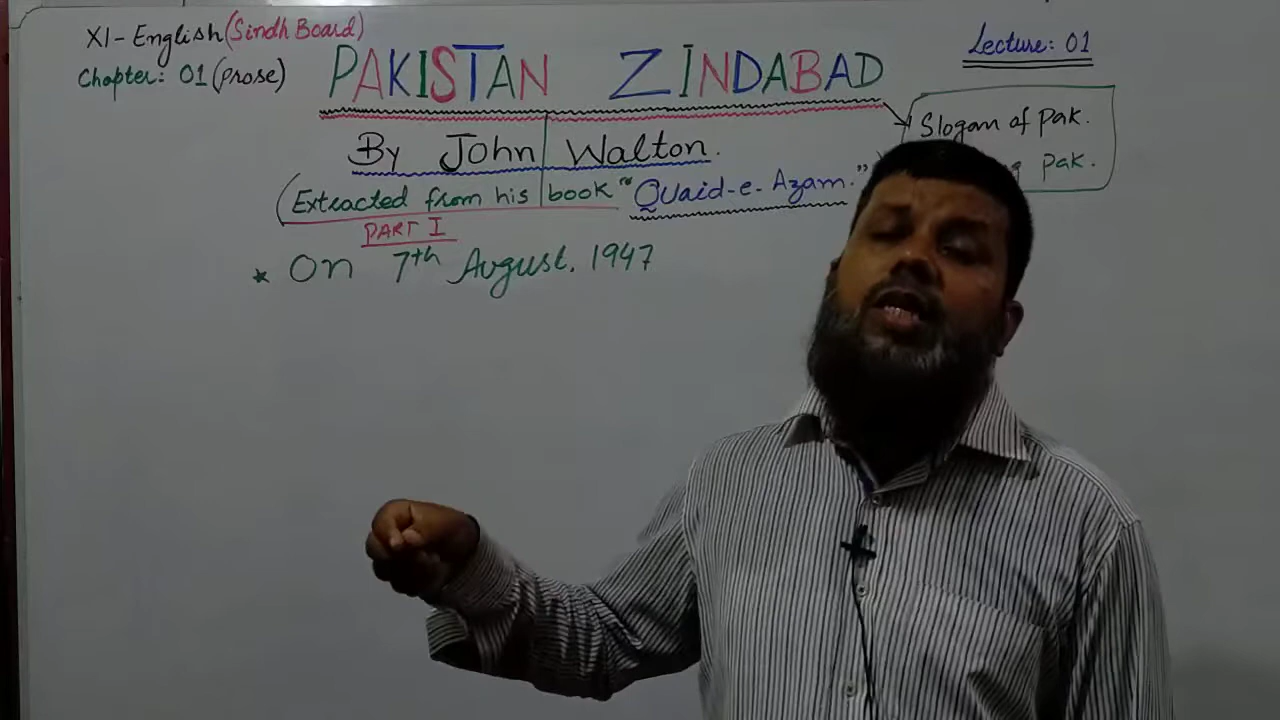 XI-English (Sindh Board)
Chapter: 01 (Prose)
PAKISTAN ZINDABAD
Lecture: 01
Slogan of Pak.
Pak.
By John Walton.
(Extracted from his book "Quaid-e-Azam."
PART I
* On 7th August, 1947